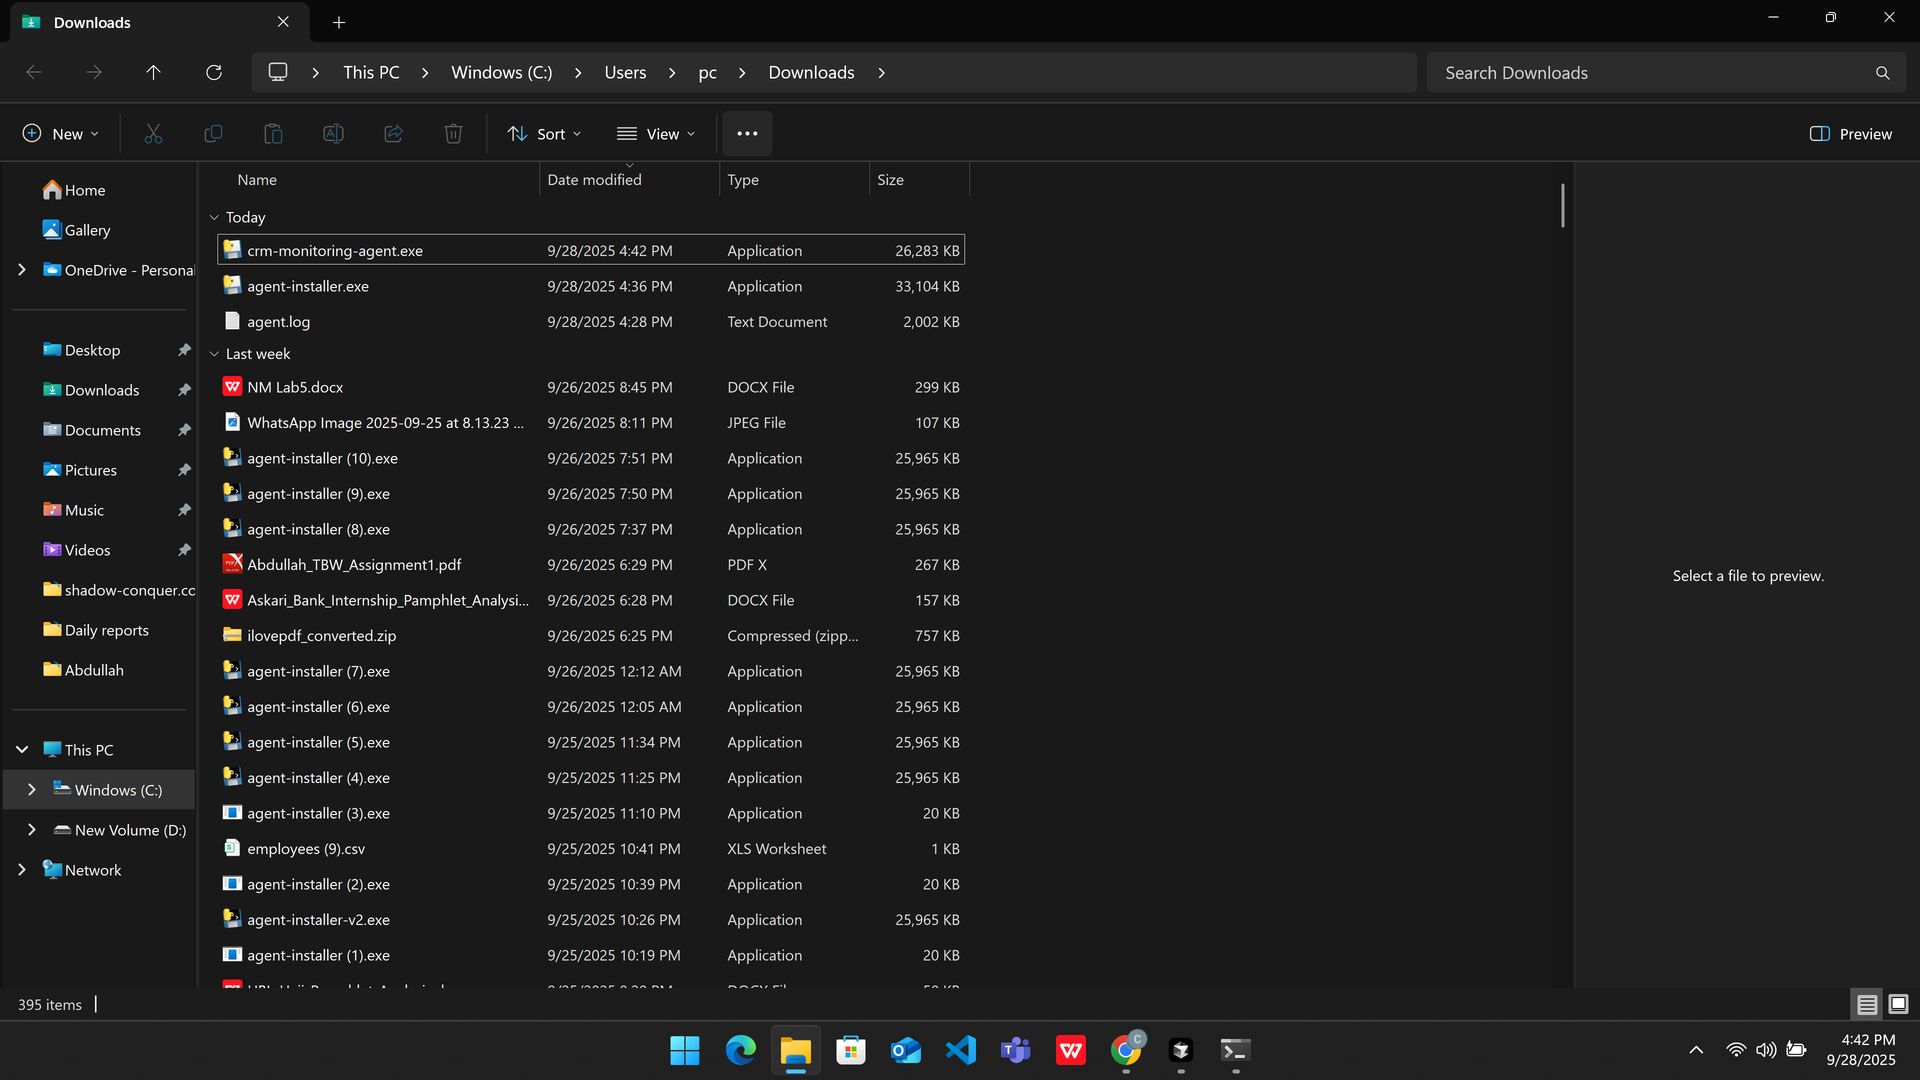 Downloads
This PC
Windows (C:)
Users
pc
Downloads
Search Downloads
New
Sort
View
Preview
Home
Gallery
OneDrive - Personal
Desktop
Downloads
Documents
Pictures
Music
Videos
shadow-conquer.co
Daily reports
Abdullah
This PC
Windows (C:)
New Volume (D:)
Network
Name Date modified Type Size
Today
crm-monitoring-agent.exe 9/28/2025 4:42 PM Application 26,283 KB
agent-installer.exe 9/28/2025 4:36 PM Application 33,104 KB
agent.log 9/28/2025 4:28 PM Text Document 2,002 KB
Last week
NM Lab5.docx 9/26/2025 8:45 PM DOCX File 299 KB
WhatsApp Image 2025-09-25 at 8.13.23 ... 9/26/2025 8:11 PM JPEG File 107 KB
agent-installer (10).exe 9/26/2025 7:51 PM Application 25,965 KB
agent-installer (9).exe 9/26/2025 7:50 PM Application 25,965 KB
agent-installer (8).exe 9/26/2025 7:37 PM Application 25,965 KB
Abdullah_TBW_Assignment1.pdf 9/26/2025 6:29 PM PDF X 267 KB
Askari_Bank_Internship_Pamphlet_Analysi... 9/26/2025 6:28 PM DOCX File 157 KB
ilovepdf_converted.zip 9/26/2025 6:25 PM Compressed (zipp... 757 KB
agent-installer (7).exe 9/26/2025 12:12 AM Application 25,965 KB
agent-installer (6).exe 9/26/2025 12:05 AM Application 25,965 KB
agent-installer (5).exe 9/25/2025 11:34 PM Application 25,965 KB
agent-installer (4).exe 9/25/2025 11:25 PM Application 25,965 KB
agent-installer (3).exe 9/25/2025 11:10 PM Application 20 KB
employees (9).csv 9/25/2025 10:41 PM XLS Worksheet 1 KB
agent-installer (2).exe 9/25/2025 10:39 PM Application 20 KB
agent-installer-v2.exe 9/25/2025 10:26 PM Application 25,965 KB
agent-installer (1).exe 9/25/2025 10:19 PM Application 20 KB
Select a file to preview.
395 items
4:42 PM
9/28/2025